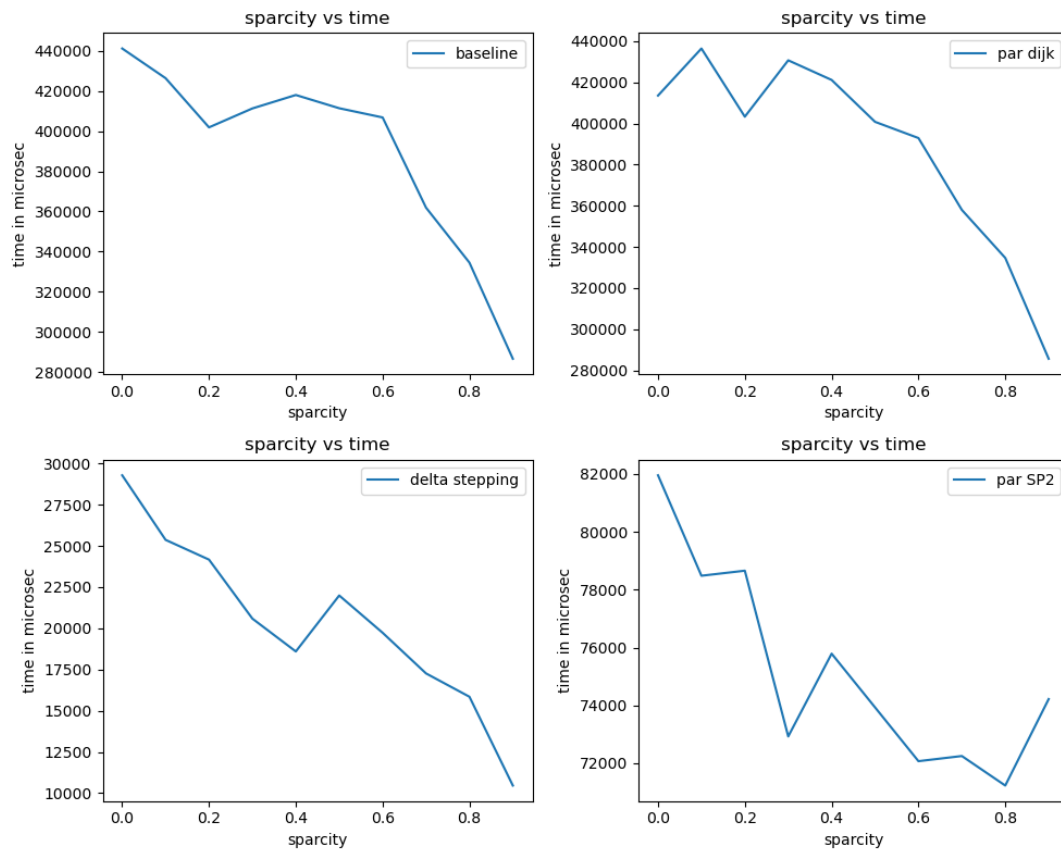 sparcity vs time
baseline
time in microsec
440000
420000
400000
380000
360000
340000
320000
300000
280000
0.0 0.2 0.4 0.6 0.8
sparcity
sparcity vs time
par dijk
time in microsec
440000
420000
400000
380000
360000
340000
320000
300000
280000
0.0 0.2 0.4 0.6 0.8
sparcity
sparcity vs time
delta stepping
time in microsec
30000
27500
25000
22500
20000
17500
15000
12500
10000
0.0 0.2 0.4 0.6 0.8
sparcity
sparcity vs time
par SP2
time in microsec
82000
80000
78000
76000
74000
72000
0.0 0.2 0.4 0.6 0.8
sparcity